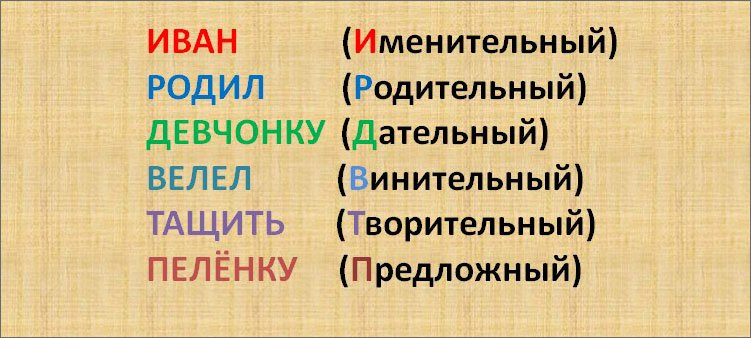 ИВАН (Именительный)
РОДИЛ (Родительный)
ДЕВЧОНКУ (Дательный)
ВЕЛЕЛ (Винительный)
ТАЩИТЬ (Творительный)
ПЕЛЁНКУ (Предложный)